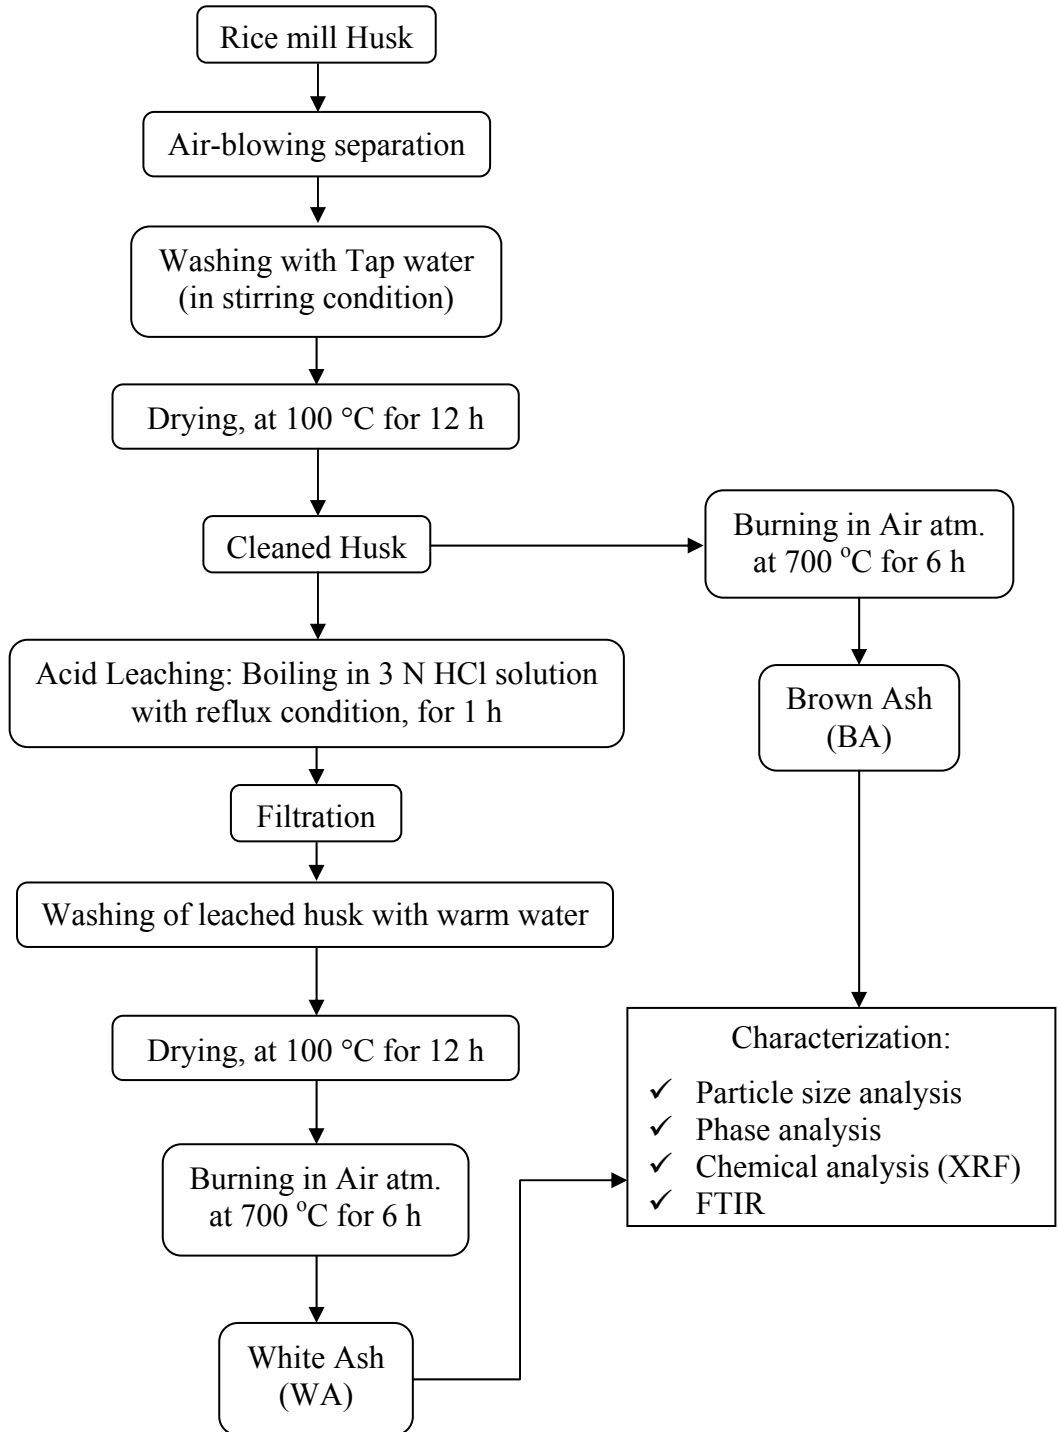 Rice mill Husk
Air-blowing separation
Washing with Tap water
(in stirring condition)
Drying, at 100 °C for 12 h
Cleaned Husk
Burning in Air atm.
at 700 °C for 6 h
Acid Leaching: Boiling in 3 N HCl solution
with reflux condition, for 1 h
Brown Ash
(BA)
Filtration
Washing of leached husk with warm water
Drying, at 100 °C for 12 h
Characterization:
✓ Particle size analysis
✓ Phase analysis
✓ Chemical analysis (XRF)
✓ FTIR
Burning in Air atm.
at 700 °C for 6 h
White Ash
(WA)